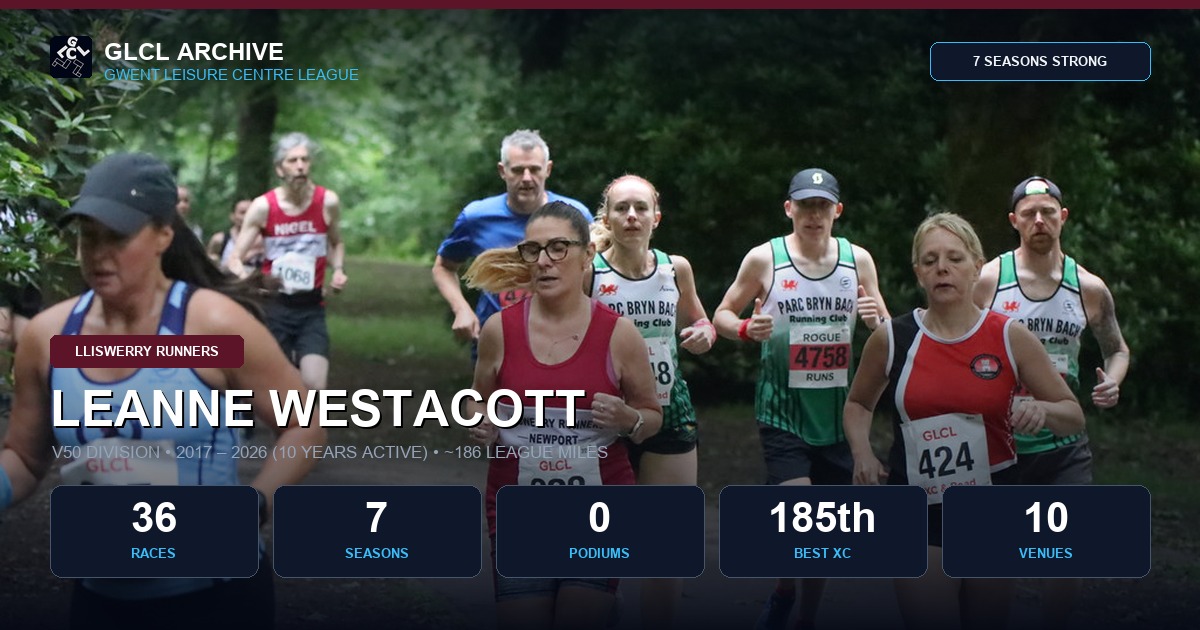 GLCL ARCHIVE
GWENT LEISURE CENTRE LEAGUE
7 SEASONS STRONG
NIGEL
1068
PARC BRYN BACH
Running Club
ROGUE
4758
RUNS
LLISWERRY RUNNERS
LEANNE WESTACOTT
NEWPORT
V50 DIVISION • 2017 – 2026 (10 YEARS ACTIVE) • ~186 LEAGUE MILES
GLCL
GLCL
GLCL
424
36
RACES
7
SEASONS
0
PODIUMS
185th
BEST XC
10
VENUES